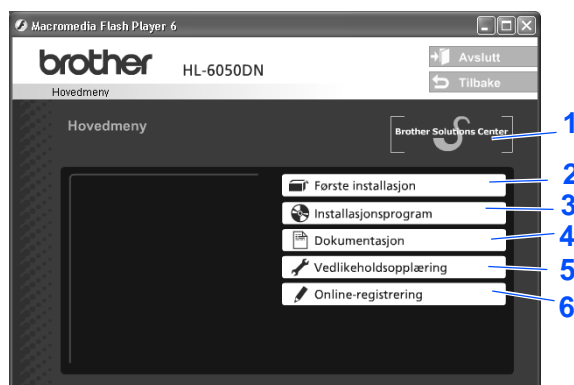 Macromedia Flash Player 6
brother
HL-6050DN
Avslutt
Tilbake
Hovedmeny
Hovedmeny
Brother Solutions Center
1
Første installasjon
2
Installasjonsprogram
3
Dokumentasjon
4
Vedlikeholdsopplæring
5
Online-registrering
6